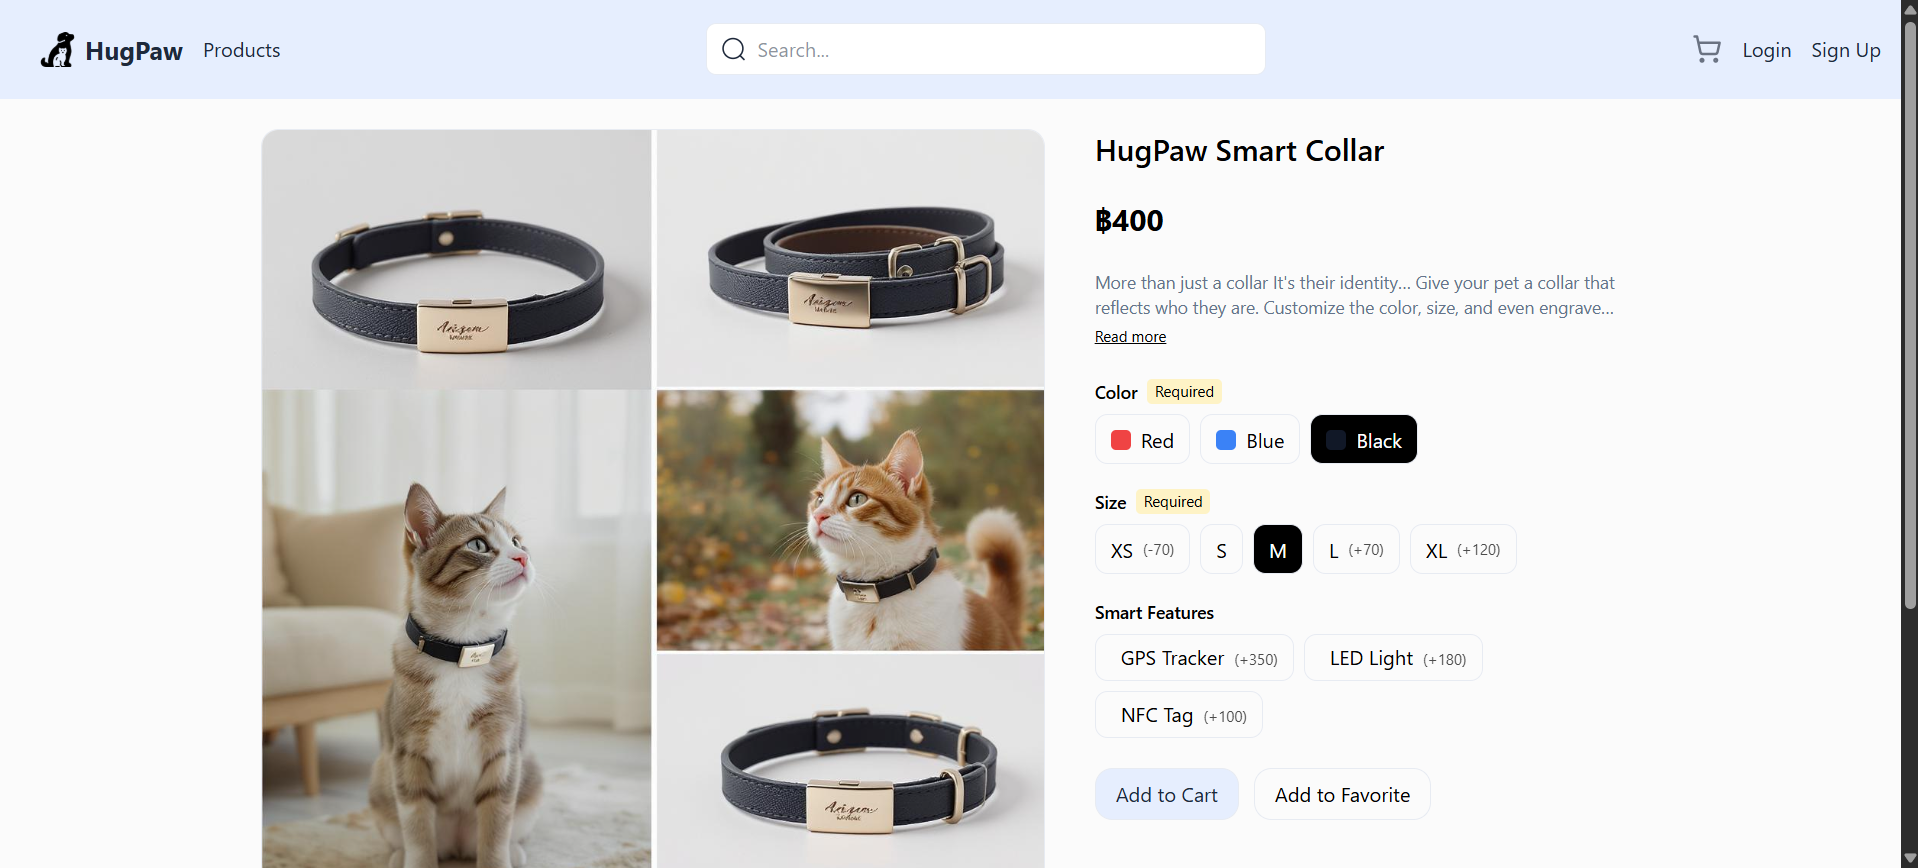 HugPaw
Products
Search...
Login
Sign Up
HugPaw Smart Collar
฿400
More than just a collar It's their identity... Give your pet a collar that
reflects who they are. Customize the color, size, and even engrave...
Read more
Color Required
Red
Blue
Black
Size Required
XS (-70)
S
M
L (+70)
XL (+120)
Smart Features
GPS Tracker (+350)
LED Light (+180)
NFC Tag (+100)
Add to Cart
Add to Favorite